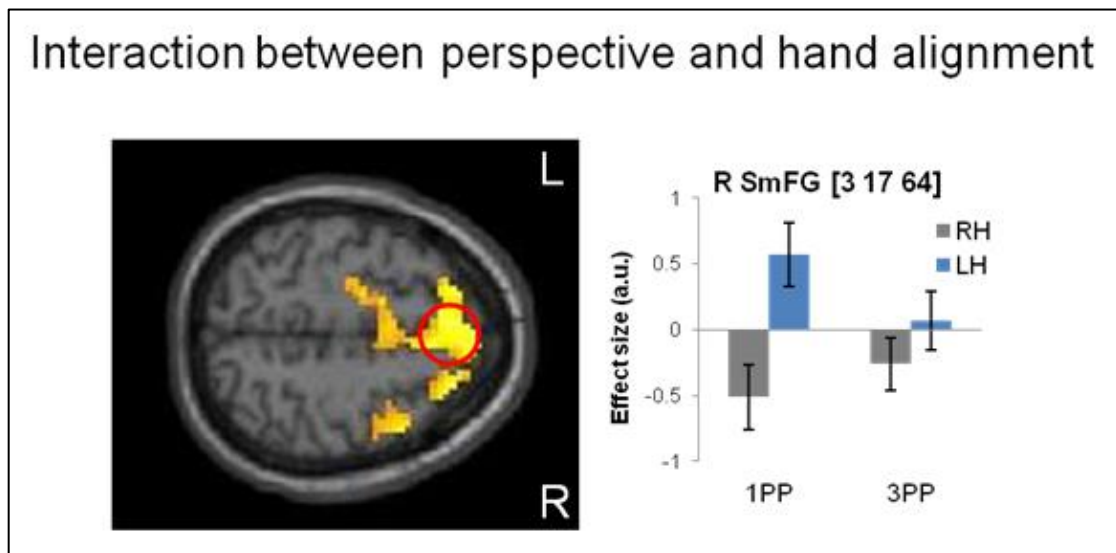 Interaction between perspective and hand alignment
L
R
R SmFG [3 17 64]
RH
LH
Effect size (a.u.)
1
0.5
0
-0.5
-1
1PP
3PP